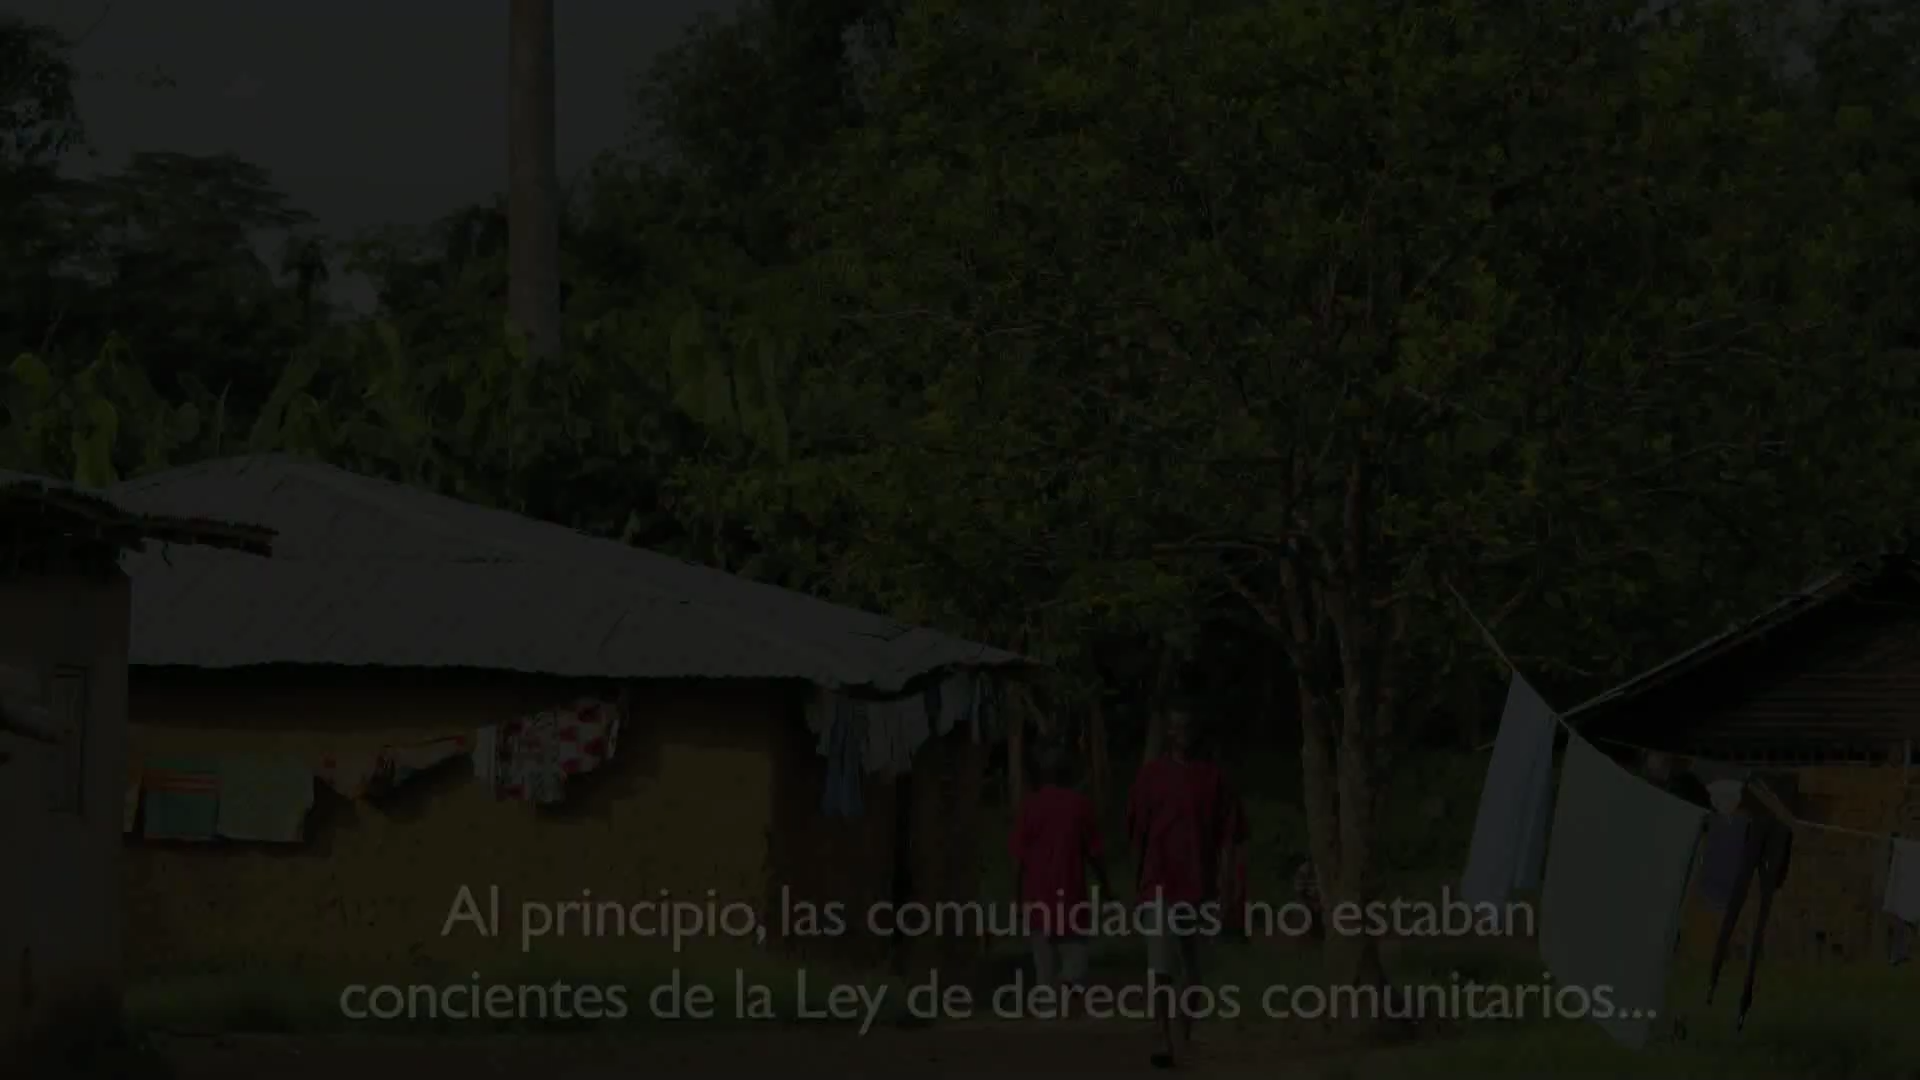 Al principio, las comunidades no estaban
concientes de la Ley de derechos comunitarios...